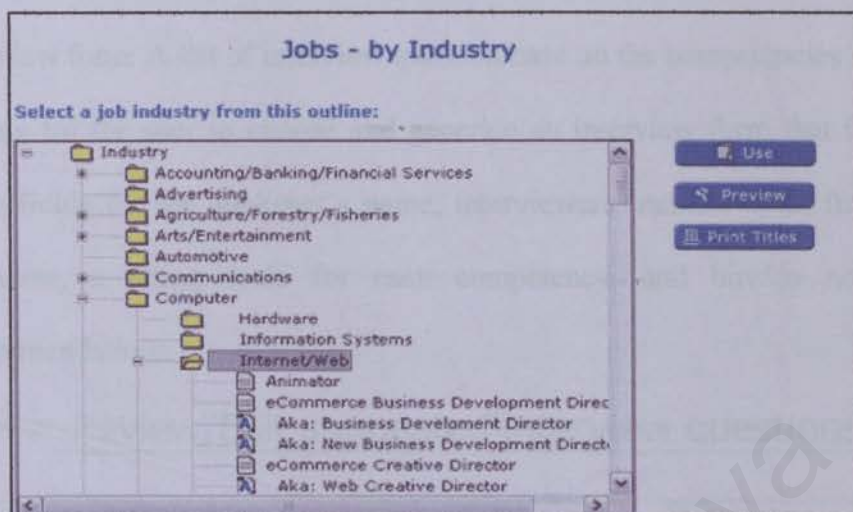 Jobs - by Industry
Select a job industry from this outline:
Industry
Accounting/Banking/Financial Services
Advertising
Agriculture/Forestry/Fisheries
Arts/Entertainment
Automotive
Communications
Computer
Hardware
Information Systems
Internet/Web
Animator
eCommerce Business Development Direc
Aka: Business Develoment Director
Aka: New Business Development Direct
eCommerce Creative Director
Aka: Web Creative Director
Use
Preview
Print Titles